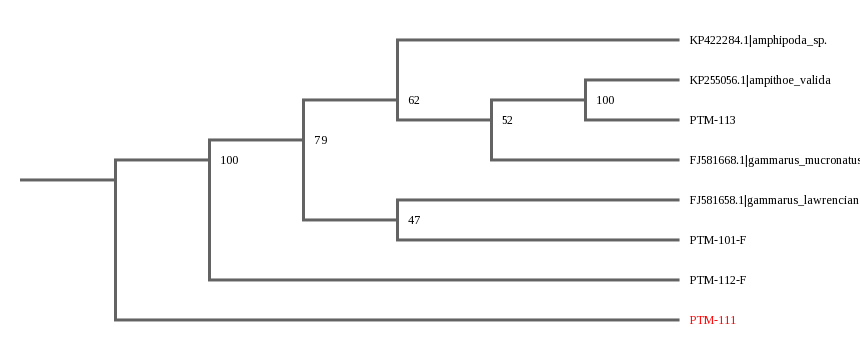 KP422284.1|amphipoda_sp.
KP255056.1|ampithoe_valida
62
100
PTM-113
52
79
FJ581668.1|gammarus_mucronatus
100
FJ581658.1|gammarus_lawrencian
47
PTM-101-F
PTM-112-F
PTM-111